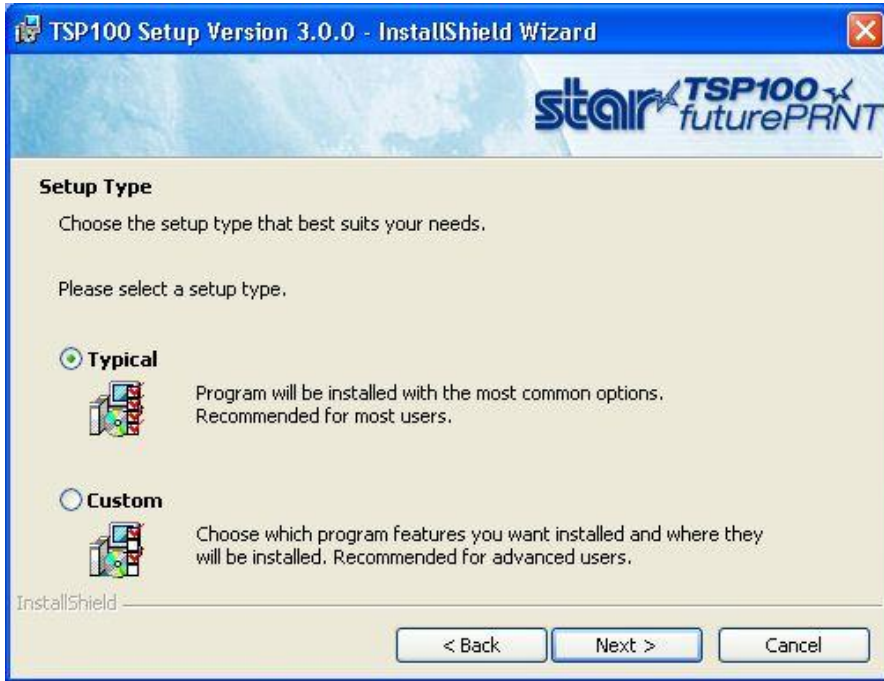 TSP100 Setup Version 3.0.0 - InstallShield Wizard
star TSP100
futurePRNT
Setup Type
Choose the setup type that best suits your needs.
Please select a setup type.
Typical
Program will be installed with the most common options.
Recommended for most users.
Custom
Choose which program features you want installed and where they
will be installed. Recommended for advanced users.
InstallShield
< Back Next > Cancel